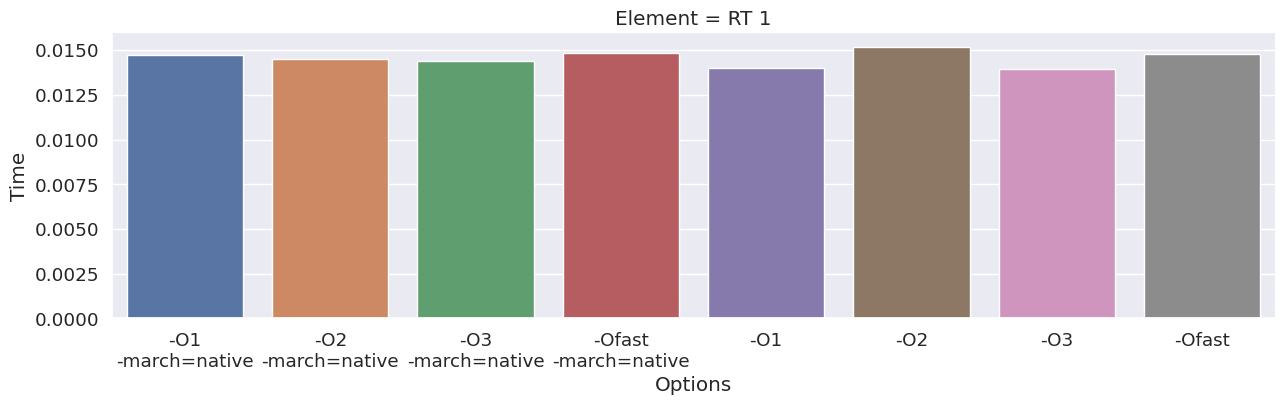 Element = RT 1
0.0150
0.0125
0.0100
0.0075
0.0050
0.0025
0.0000
Time
-O1
-march=native
-O2
-march=native
-O3
-march=native
-Ofast
-march=native
-O1
-O2
-O3
-Ofast
Options